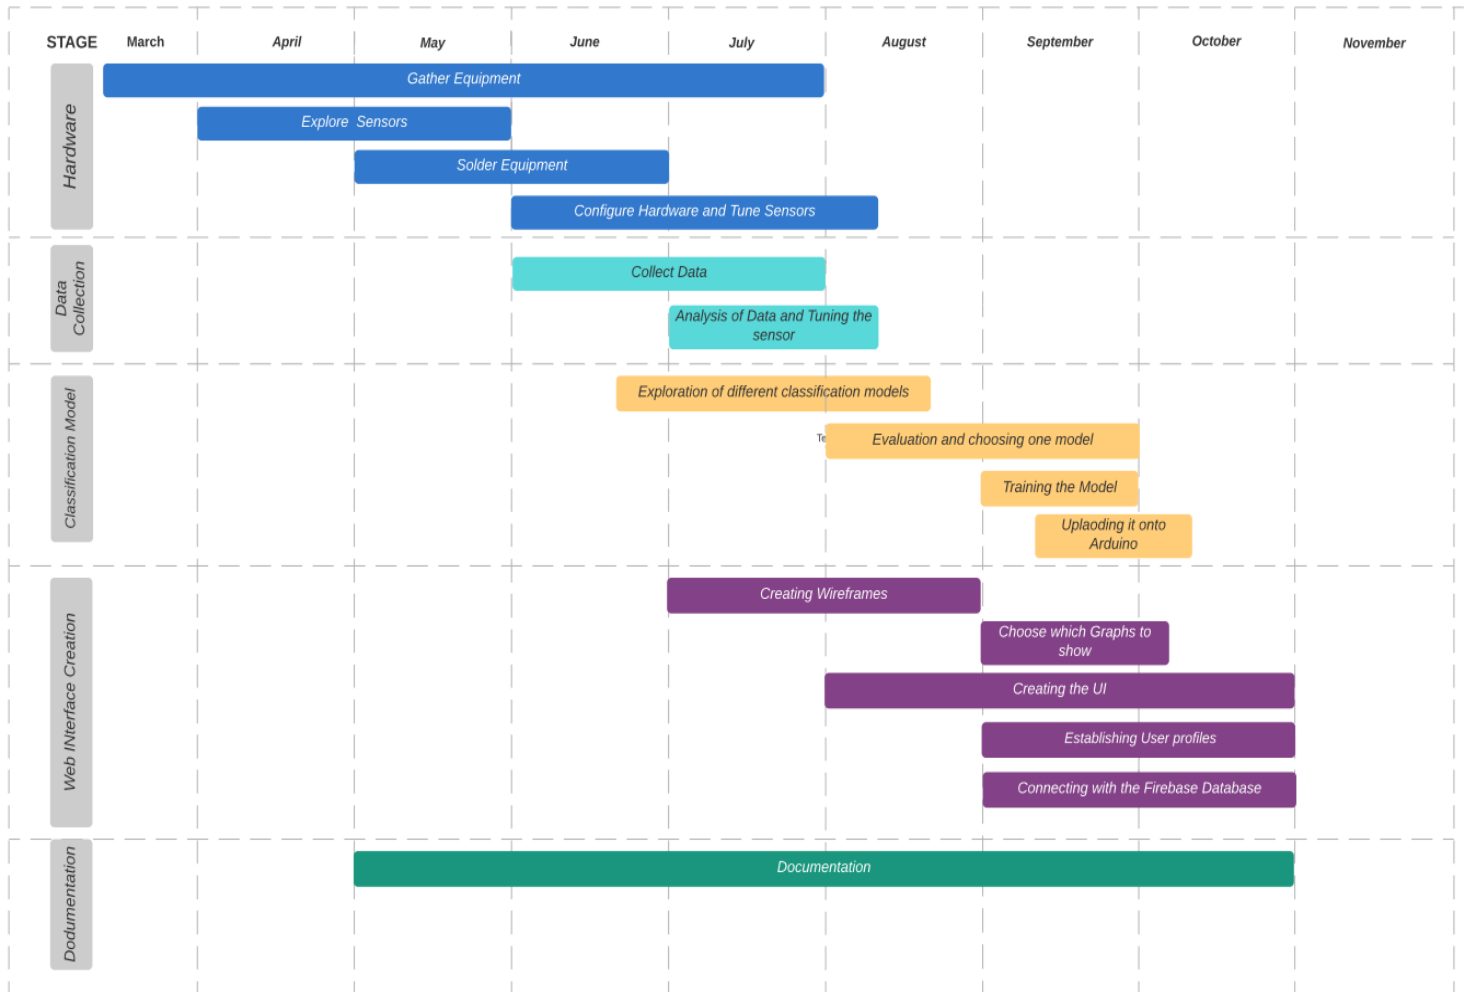 STAGE March April May June July August September October November
Hardware
Gather Equipment
Explore Sensors
Solder Equipment
Configure Hardware and Tune Sensors
Data
Collection
Collect Data
Analysis of Data and Tuning the
sensor
Classification Model
Exploration of different classification models
Te
Evaluation and choosing one model
Training the Model
Uplaoding it onto
Arduino
Web INterface Creation
Creating Wireframes
Choose which Graphs to
show
Creating the UI
Establishing User profiles
Connecting with the Firebase Database
Dodumentation
Documentation